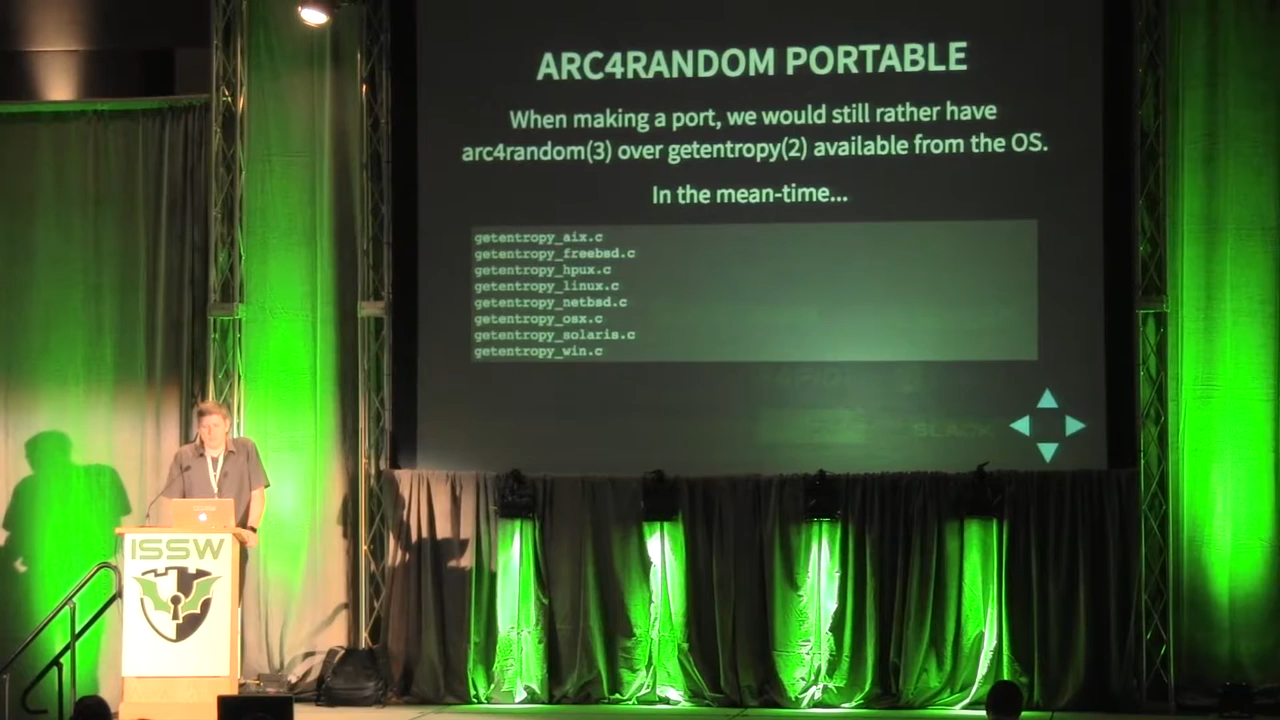 ARC4RANDOM PORTABLE
When making a port, we would still rather have
arc4random(3) over getentropy(2) available from the OS.
In the mean-time...
getentropy_aix.c
getentropy_freebsd.c
getentropy_hpux.c
getentropy_linux.c
getentropy_netbsd.c
getentropy_osx.c
getentropy_solaris.c
getentropy_win.c
ISSW